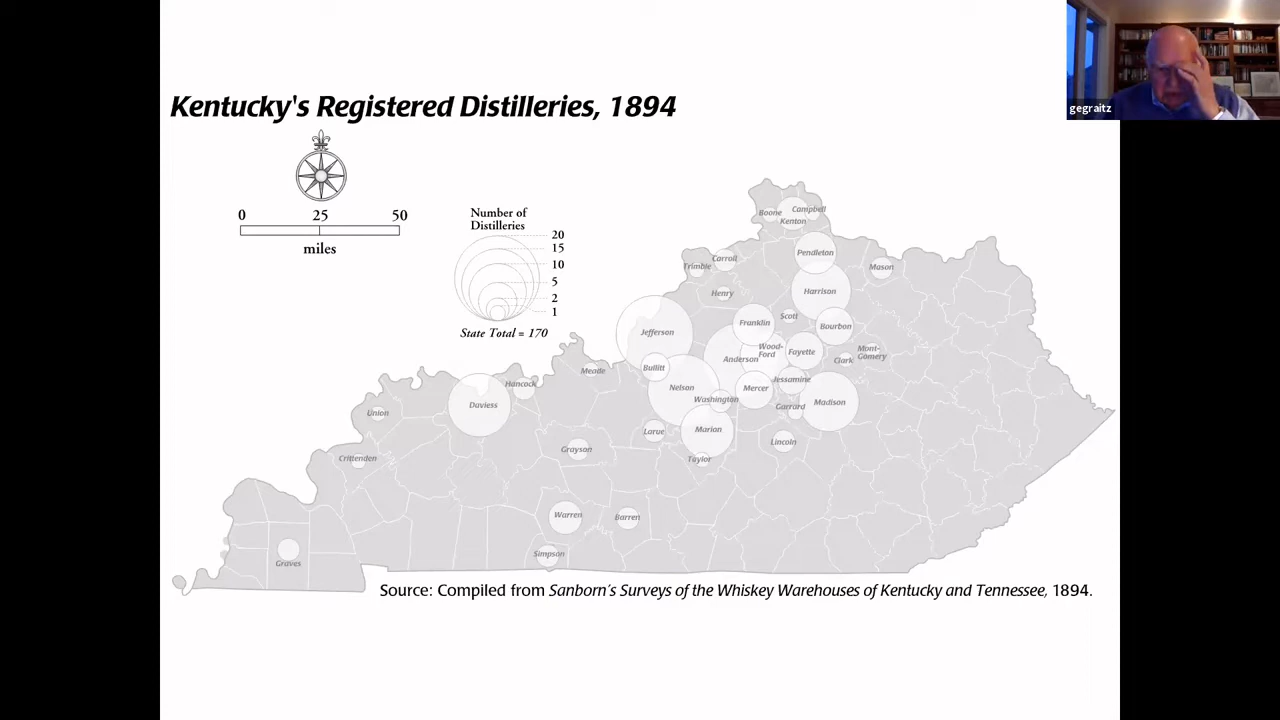 gegraitz
Kentucky's Registered Distilleries, 1894
0 25 50
miles
Number of
Distilleries
20
15
10
5
2
1
State Total = 170
Boone
Campbell
Kenton
Pendleton
Trimble
Carroll
Mason
Henry
Harrison
Jefferson
Franklin
Scott
Bourbon
Anderson
Wood-
Ford
Fayette
Clark
Mont-
Gomery
Meade
Bullitt
Nelson
Washington
Mercer
Jessamine
Garrard
Madison
Hancock
Daviess
Union
Larue
Marion
Lincoln
Crittenden
Grayson
Taylor
Warren
Barren
Simpson
Graves
Source: Compiled from Sanborn's Surveys of the Whiskey Warehouses of Kentucky and Tennessee, 1894.